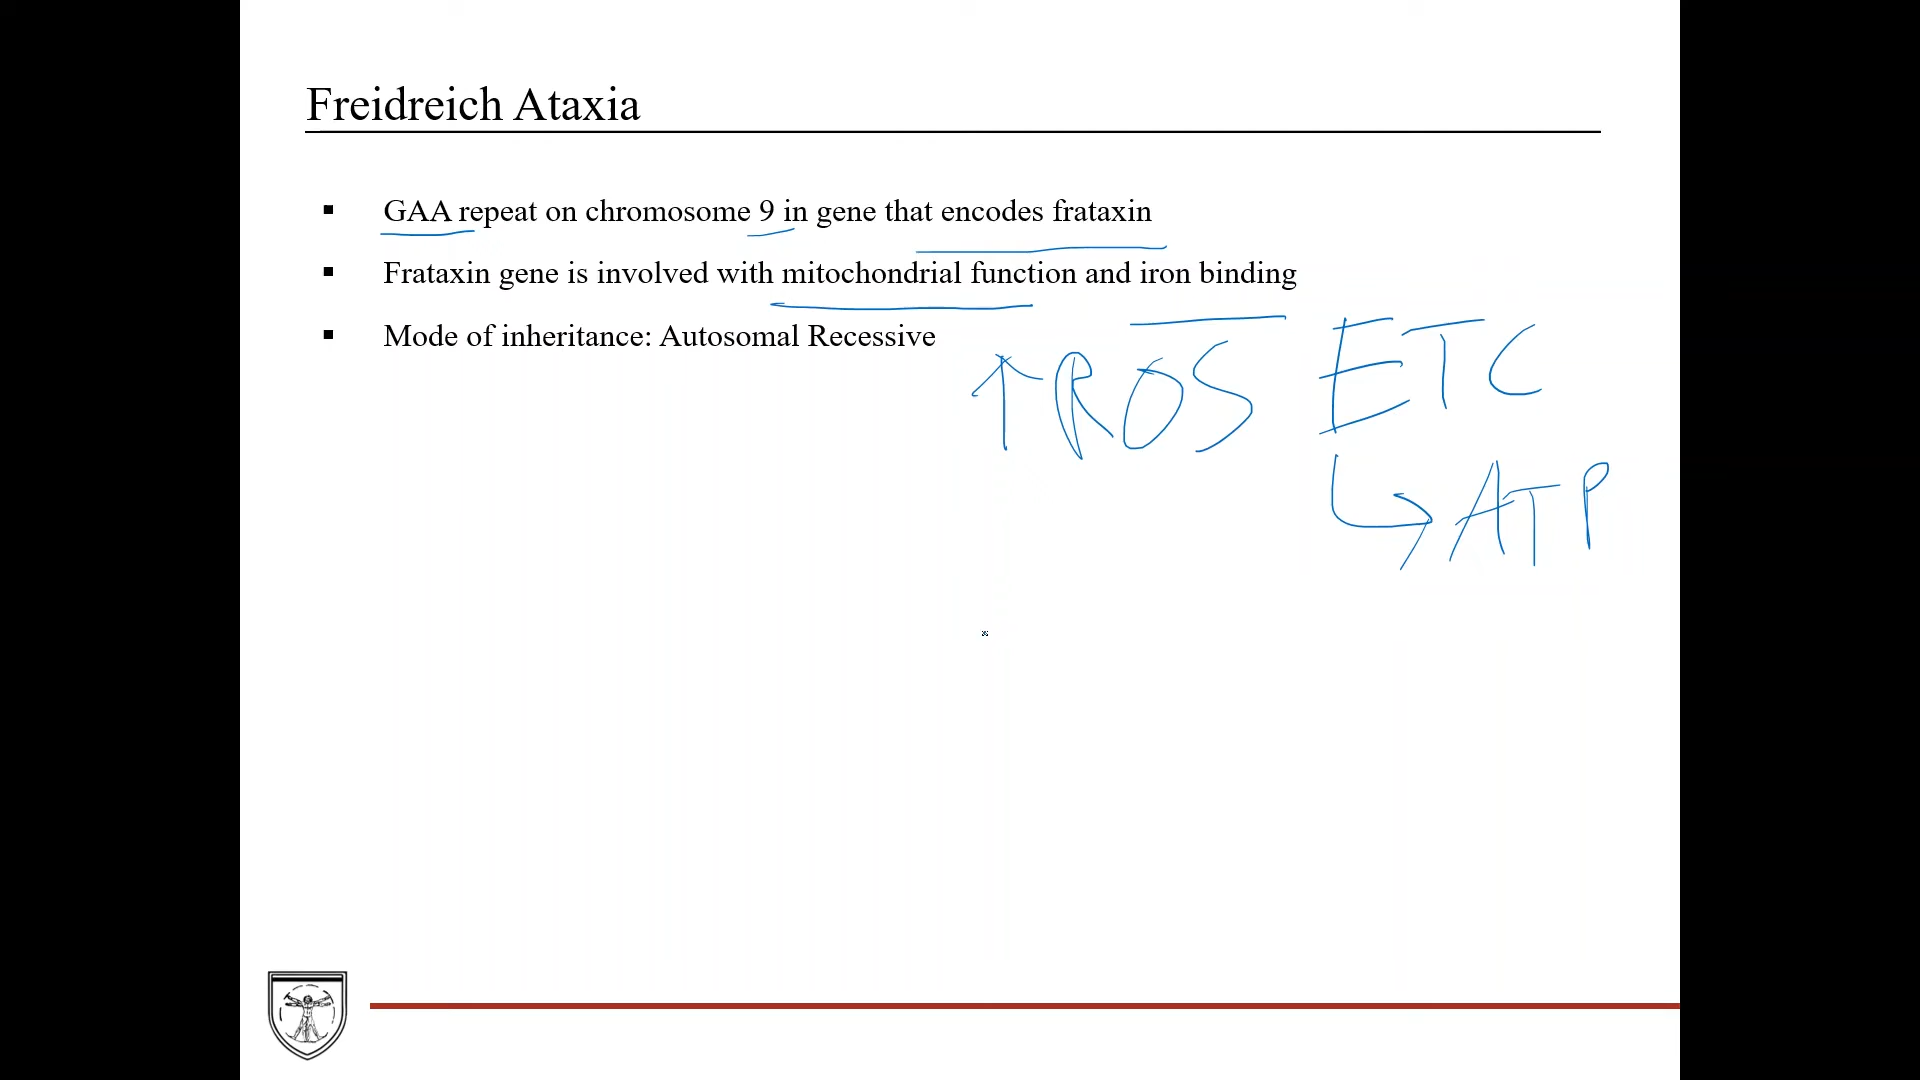 Freidreich Ataxia
▪ GAA repeat on chromosome 9 in gene that encodes frataxin
▪ Frataxin gene is involved with mitochondrial function and iron binding
▪ Mode of inheritance: Autosomal Recessive
↑ROS ETC
↳ATP